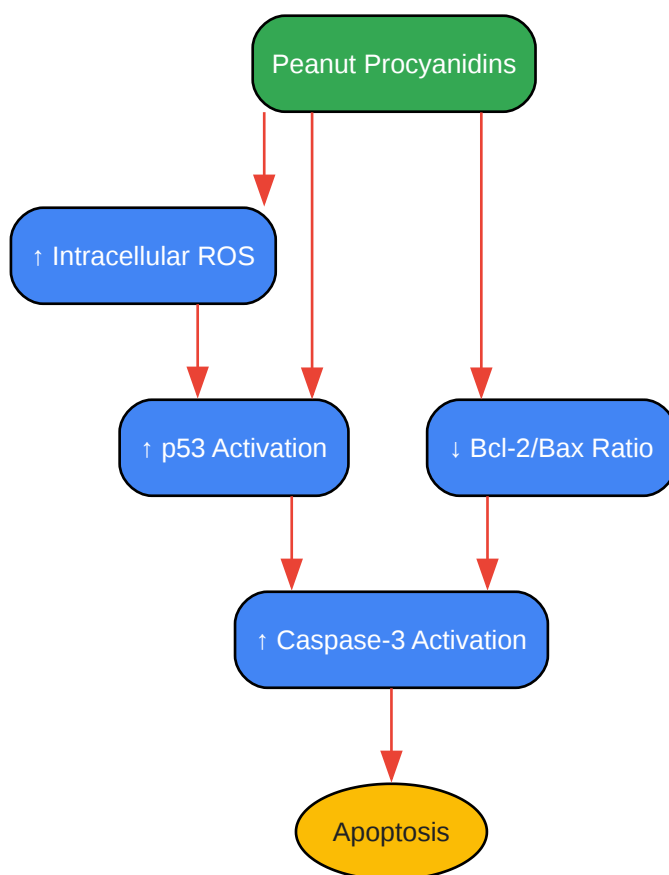 Peanut Procyanidins
↑ Intracellular ROS
↑ p53 Activation
↓ Bcl-2/Bax Ratio
↑ Caspase-3 Activation
Apoptosis